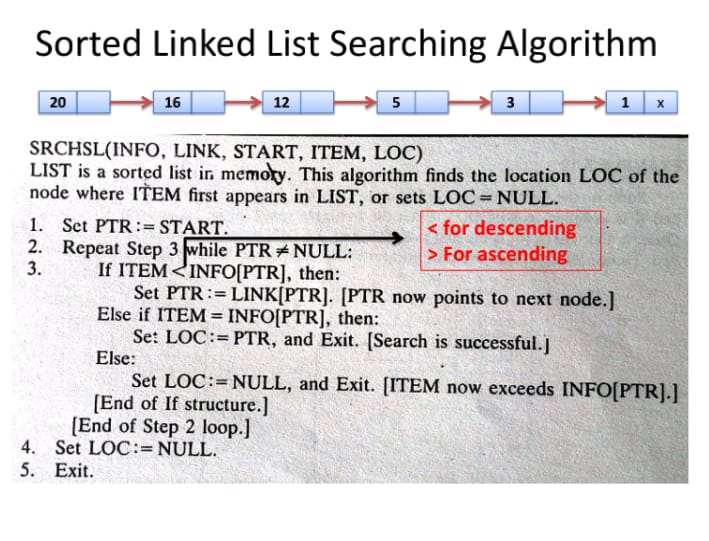 Sorted Linked List Searching Algorithm
20 16 12 5 3 1 x
SRCHSL(INFO, LINK, START, ITEM, LOC)
LIST is a sorted list in memory. This algorithm finds the location LOC of the
node where ITEM first appears in LIST, or sets LOC = NULL.
1. Set PTR := START.
2. Repeat Step 3 while PTR ≠ NULL:
3. If ITEM < INFO[PTR], then:
Set PTR := LINK[PTR]. [PTR now points to next node.]
Else if ITEM = INFO[PTR], then:
Set LOC := PTR, and Exit. [Search is successful.]
Else:
Set LOC := NULL, and Exit. [ITEM now exceeds INFO[PTR].]
[End of If structure.]
[End of Step 2 loop.]
4. Set LOC := NULL.
5. Exit.
< for descending
> For ascending